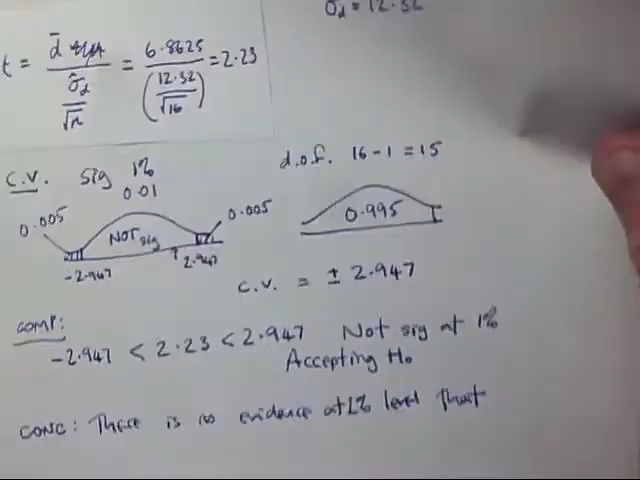 σ̂d = 12.32
t = d̄ / (σ̂d / √n) = 6.8625 / (12.32 / √16) = 2.23
C.V. sig 1%
0.01
d.o.f. 16 - 1 = 15
0.005
0.005
NOT sig
0.995
-2.947
2.947
C.V. = ± 2.947
COMP:
-2.947 < 2.23 < 2.947 Not sig at 1%
Accepting H₀
CONC: There is no evidence at 1% level that